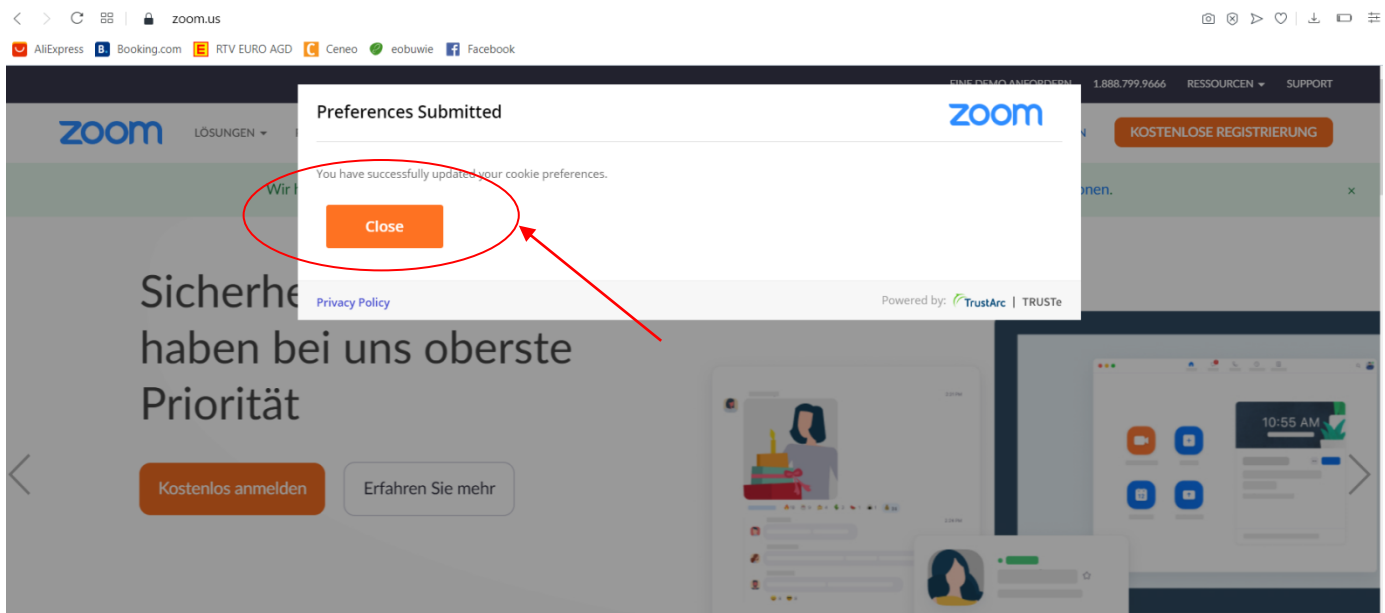 zoom.us
AliExpress B. Booking.com E RTV EURO AGD C Ceneo eobuwie f Facebook
EINE DEMO ANFORDERN 1.888.799.9666 RESSOURCEN SUPPORT
Preferences Submitted zoom
zoom LÖSUNGEN N KOSTENLOSE REGISTRIERUNG
You have successfully updated your cookie preferences.
Wir onen. ×
Close
Privacy Policy Powered by: TrustArc | TRUSTe
Sicherhe
haben bei uns oberste
Priorität
10:55 AM
Kostenlos anmelden Erfahren Sie mehr